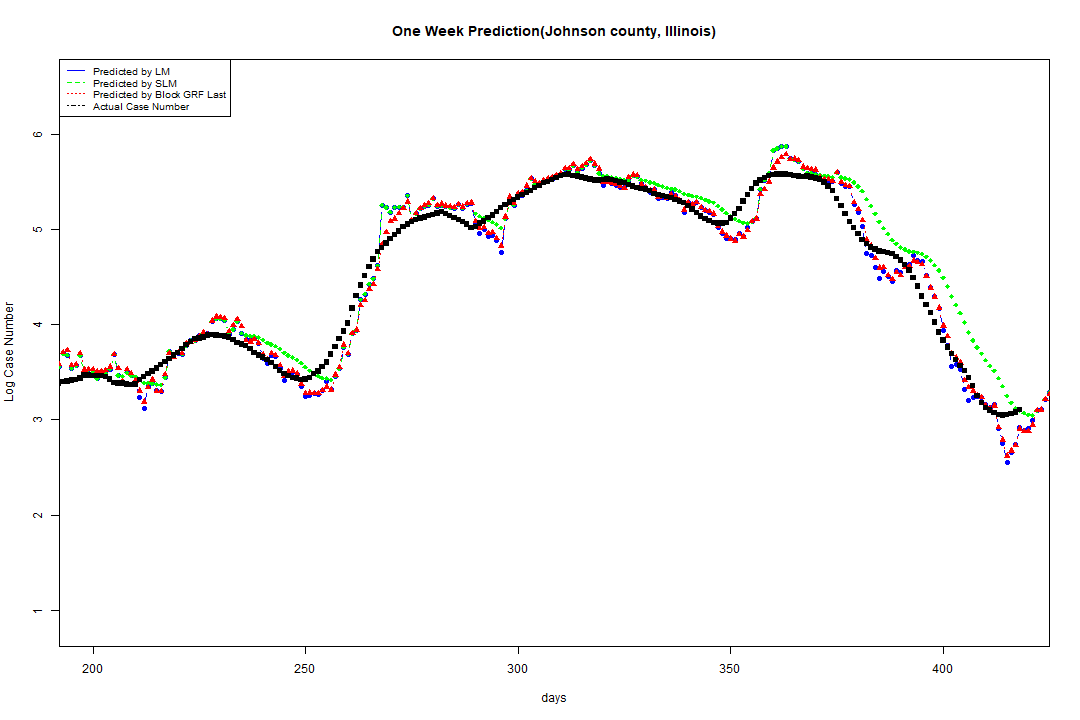 One Week Prediction(Johnson county, Illinois)
Predicted by LM
Predicted by SLM
Predicted by Block GRF Last
Actual Case Number
Log Case Number
6
5
4
3
2
1
200 250 300 350 400
days